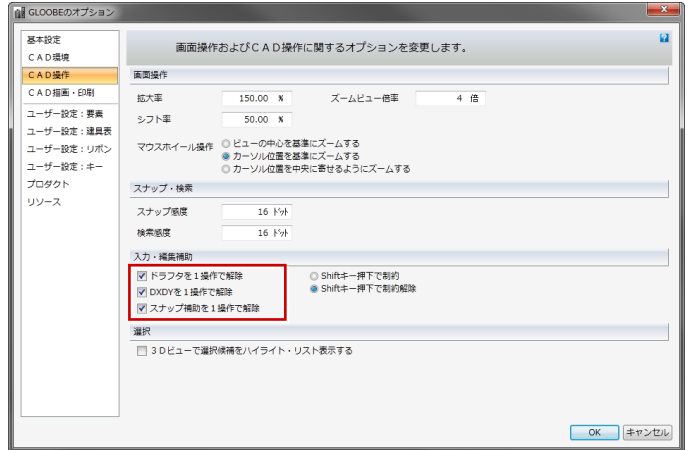 GLOOBEのオプション
基本設定
ＣＡＤ環境
ＣＡＤ操作
ＣＡＤ描画・印刷
ユーザー設定：要素
ユーザー設定：建具表
ユーザー設定：リボン
ユーザー設定：キー
プロダクト
リソース
画面操作およびＣＡＤ操作に関するオプションを変更します。
画面操作
拡大率 150.00 % ズームビュー倍率 4 倍
シフト率 50.00 %
マウスホイール操作 ビューの中心を基準にズームする
カーソル位置を基準にズームする
カーソル位置を中央に寄せるようにズームする
スナップ・検索
スナップ感度 16 ﾄﾞｯﾄ
検索感度 16 ﾄﾞｯﾄ
入力・編集補助
ドラフタを１操作で解除 Shiftキー押下で制約
DXDYを１操作で解除 Shiftキー押下で制約解除
スナップ補助を１操作で解除
選択
３Ｄビューで選択候補をハイライト・リスト表示する
OK キャンセル